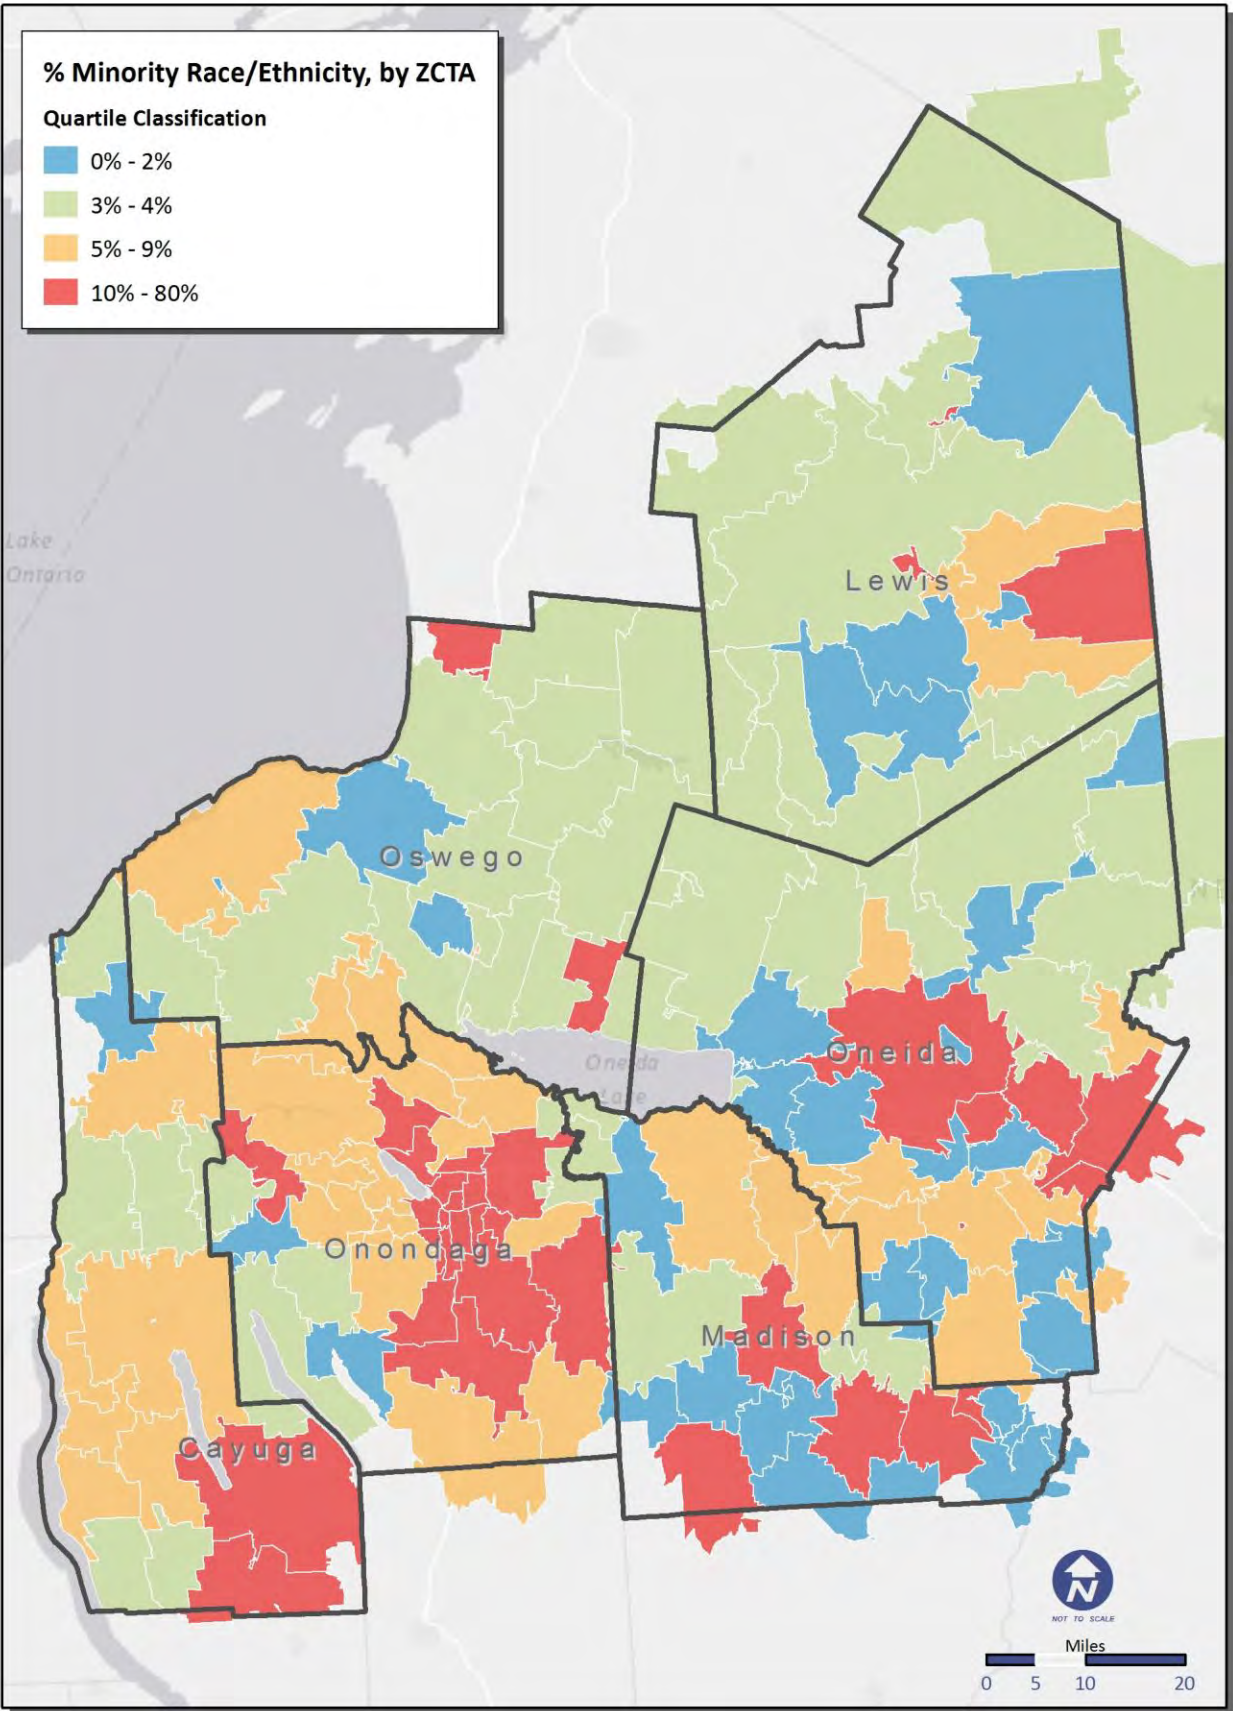 % Minority Race/Ethnicity, by ZCTA
Quartile Classification
0% - 2%
3% - 4%
5% - 9%
10% - 80%
Lake
Ontario
Lewis
Oswego
Oneida
Oneida
Lake
Onondaga
Madison
Cayuga
N
NOT TO SCALE
Miles
0 5 10 20